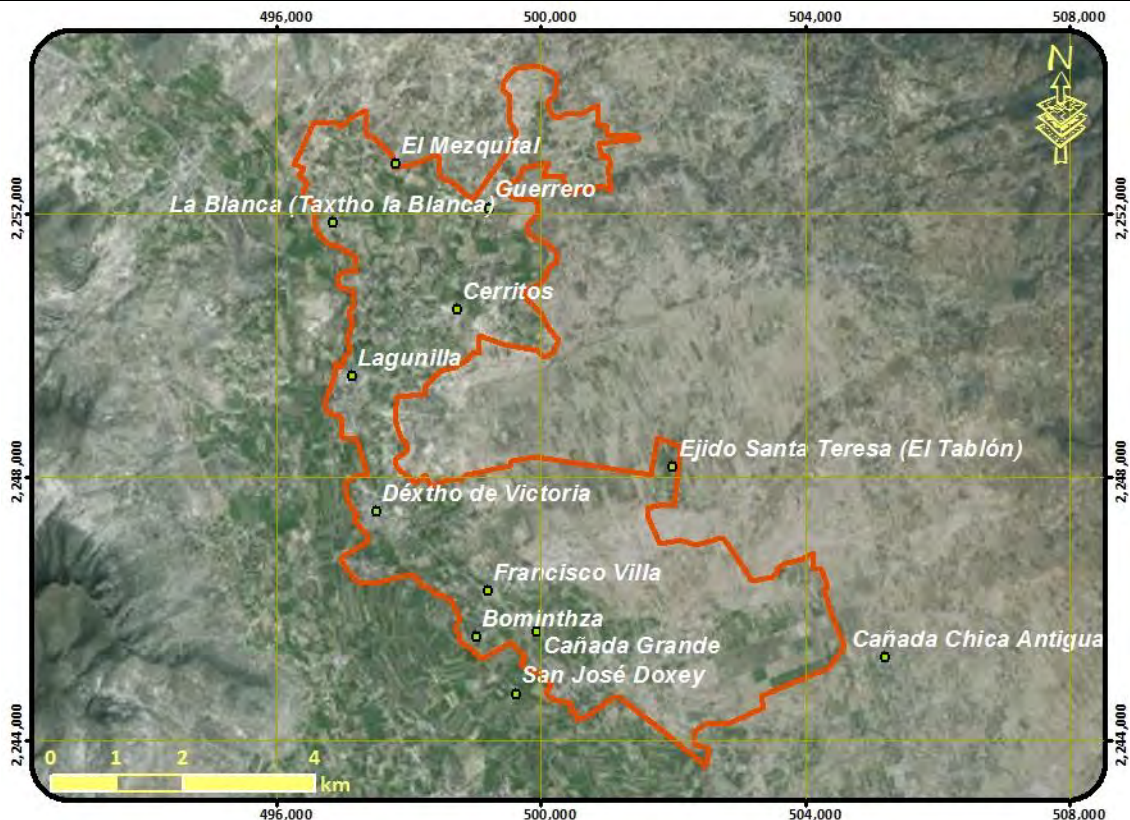 496,000 500,000 504,000 508,000
N
El Mezquital
Guerrero
La Blanca (Taxtho la Blanca)
2,252,000 2,252,000
Cerritos
Lagunilla
Ejido Santa Teresa (El Tablón)
2,248,000 2,248,000
Déxtho de Victoria
Francisco Villa
Bominthza
Cañada Grande
Cañada Chica Antigua
San José Doxey
2,244,000 2,244,000
0 1 2 4
km
496,000 500,000 504,000 508,000